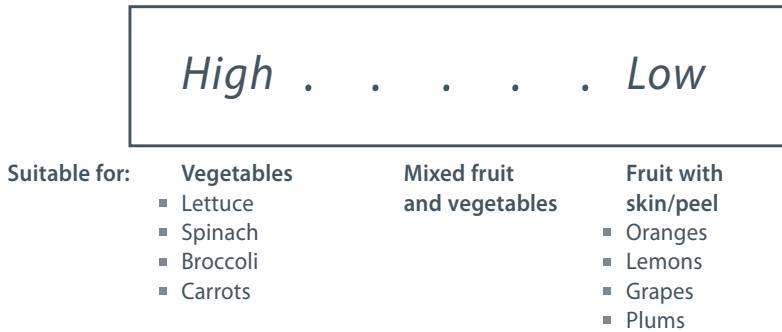 High . . . . . Low
Suitable for:
Vegetables
■ Lettuce
■ Spinach
■ Broccoli
■ Carrots
Mixed fruit
and vegetables
Fruit with
skin/peel
■ Oranges
■ Lemons
■ Grapes
■ Plums